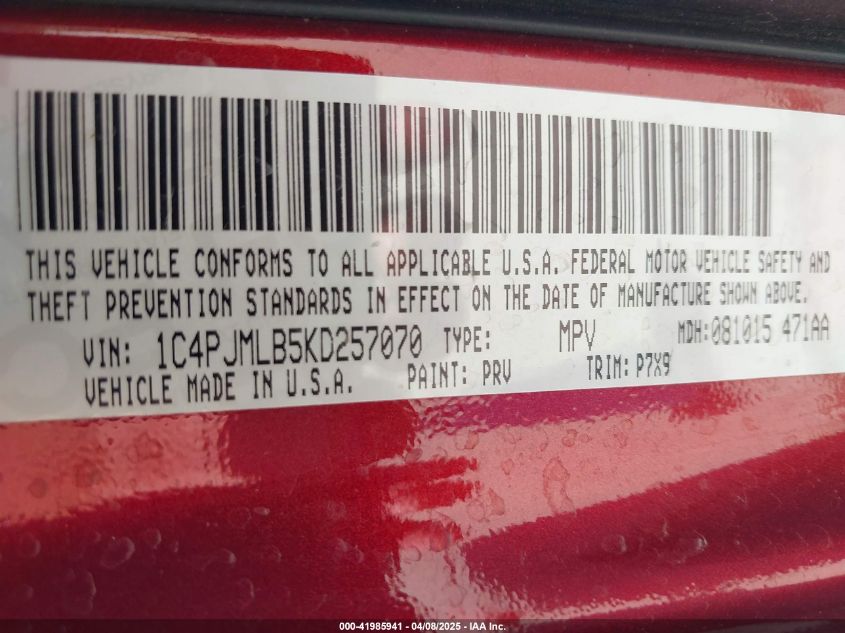 THIS VEHICLE CONFORMS TO ALL APPLICABLE U.S.A. FEDERAL MOTOR VEHICLE SAFETY AND
THEFT PREVENTION STANDARDS IN EFFECT ON THE DATE OF MANUFACTURE SHOWN ABOVE.
VIN: 1C4PJMLB5KD257070 TYPE: MPV MDH:081015 471AA
VEHICLE MADE IN U.S.A. PAINT: PRV TRIM: P7X9
000-41985941 - 04/08/2025 - IAA Inc.